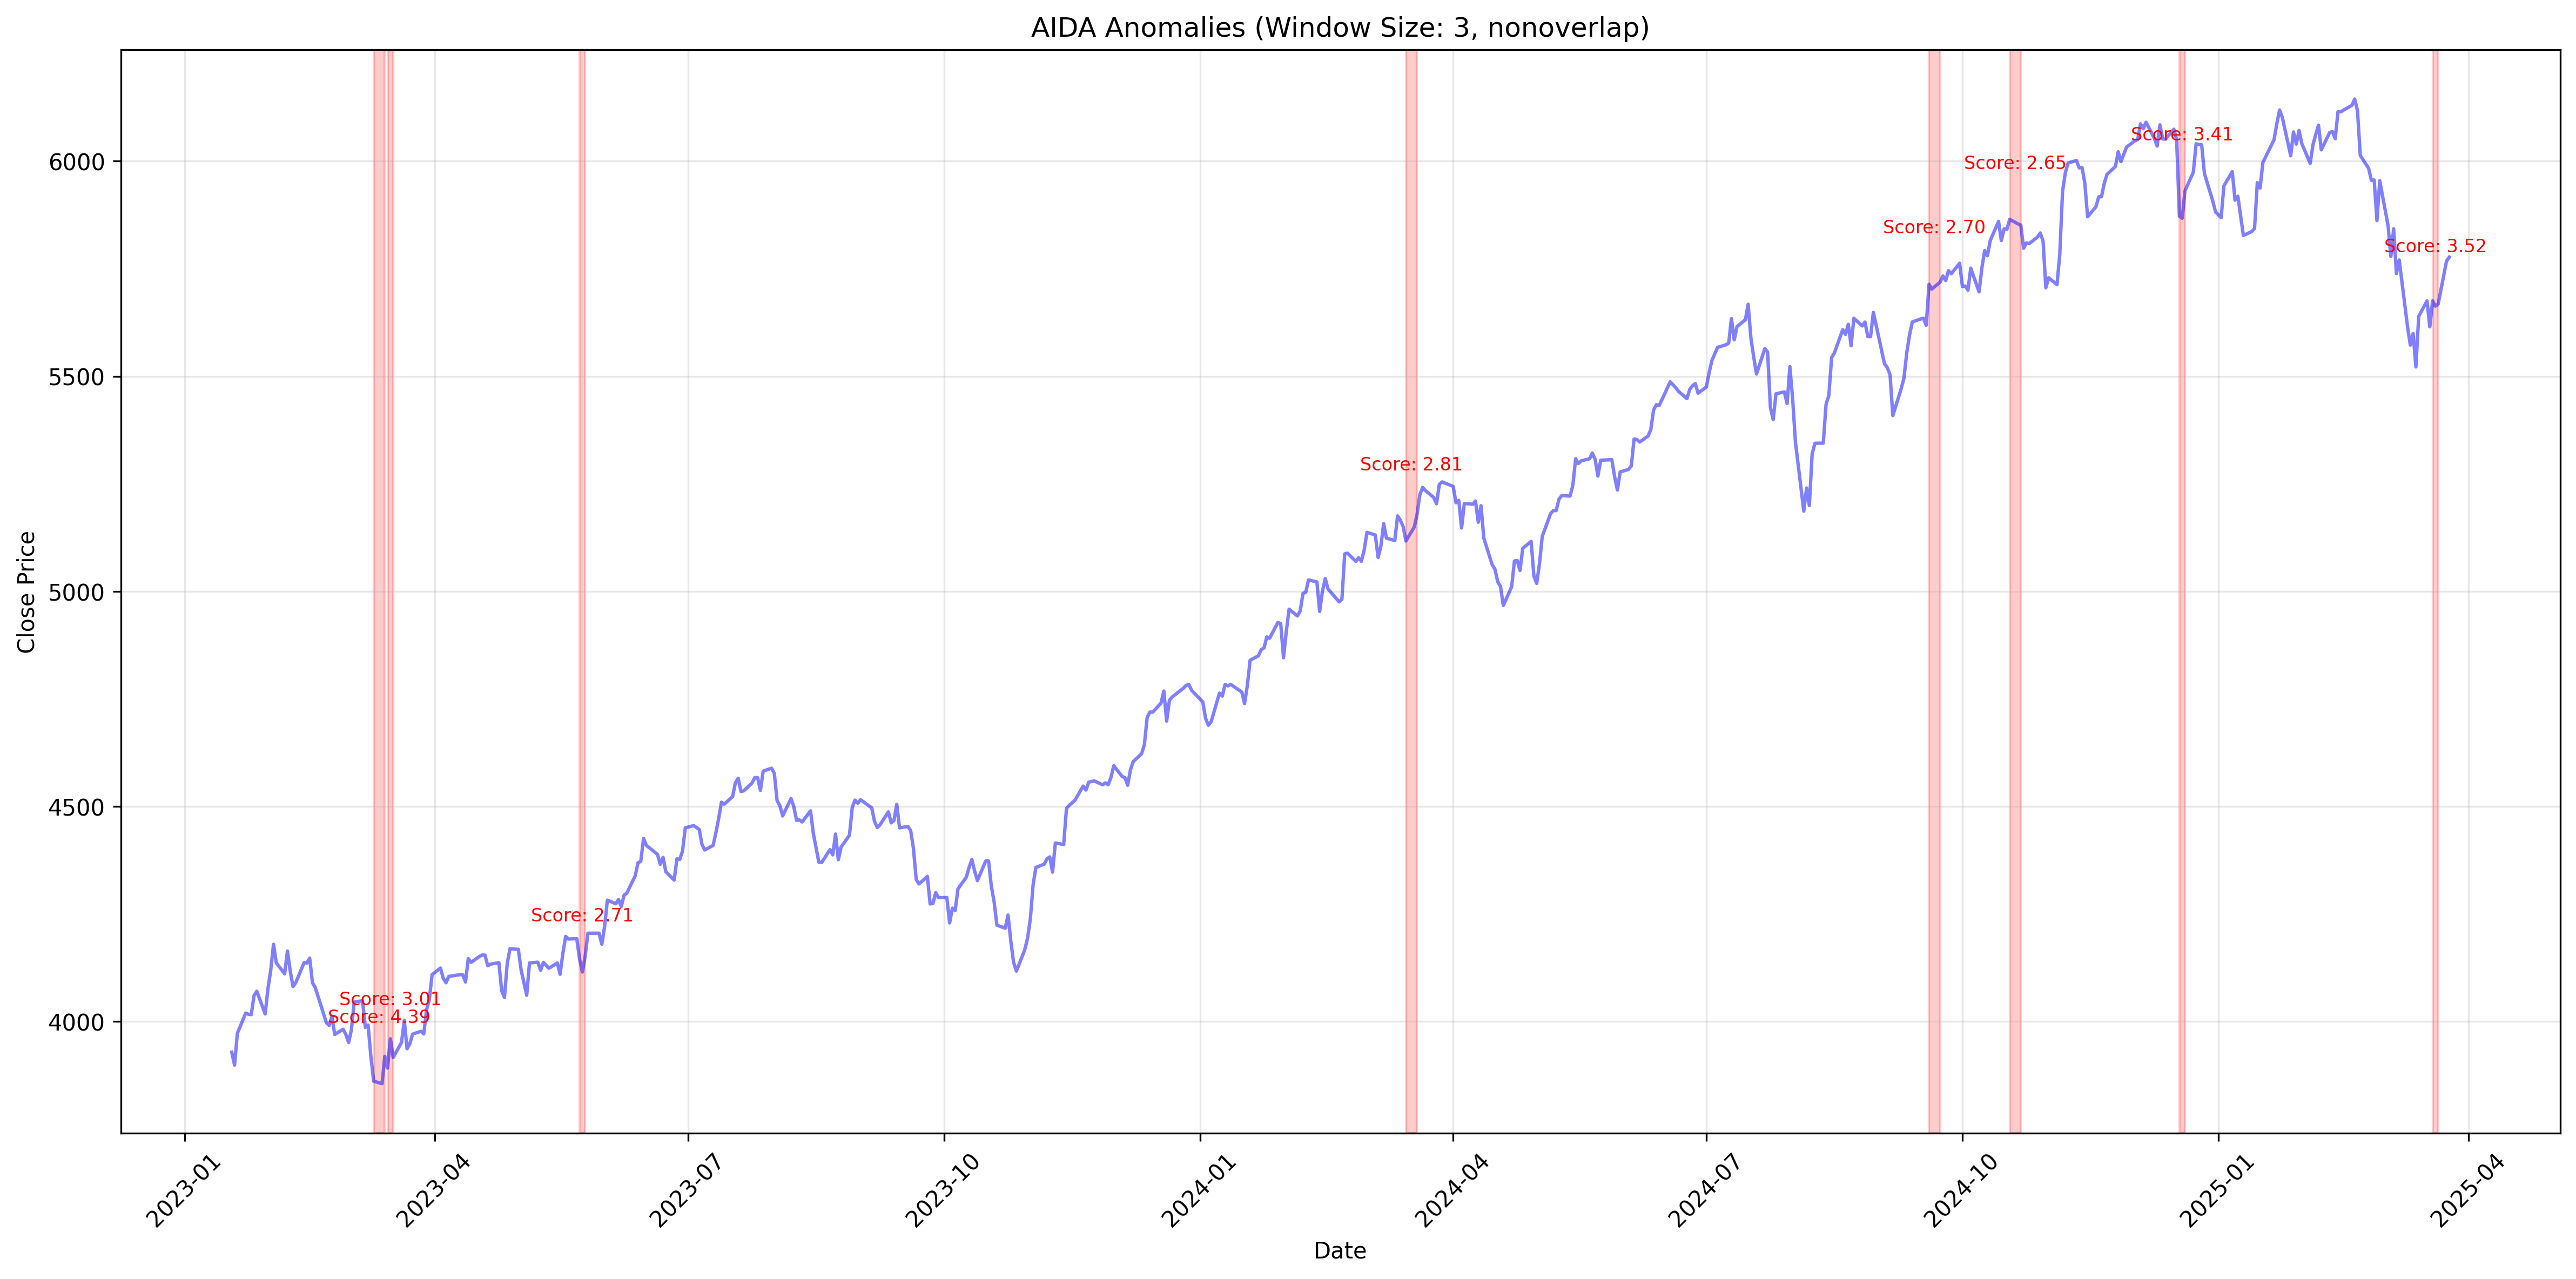 AIDA Anomalies (Window Size: 3, nonoverlap)
Close Price
6000
5500
5000
4500
4000
Score: 3.01
Score: 4.39
Score: 2.71
Score: 2.81
Score: 2.70
Score: 2.65
Score: 3.41
Score: 3.52
2023-01
2023-04
2023-07
2023-10
2024-01
2024-04
2024-07
2024-10
2025-01
2025-04
Date